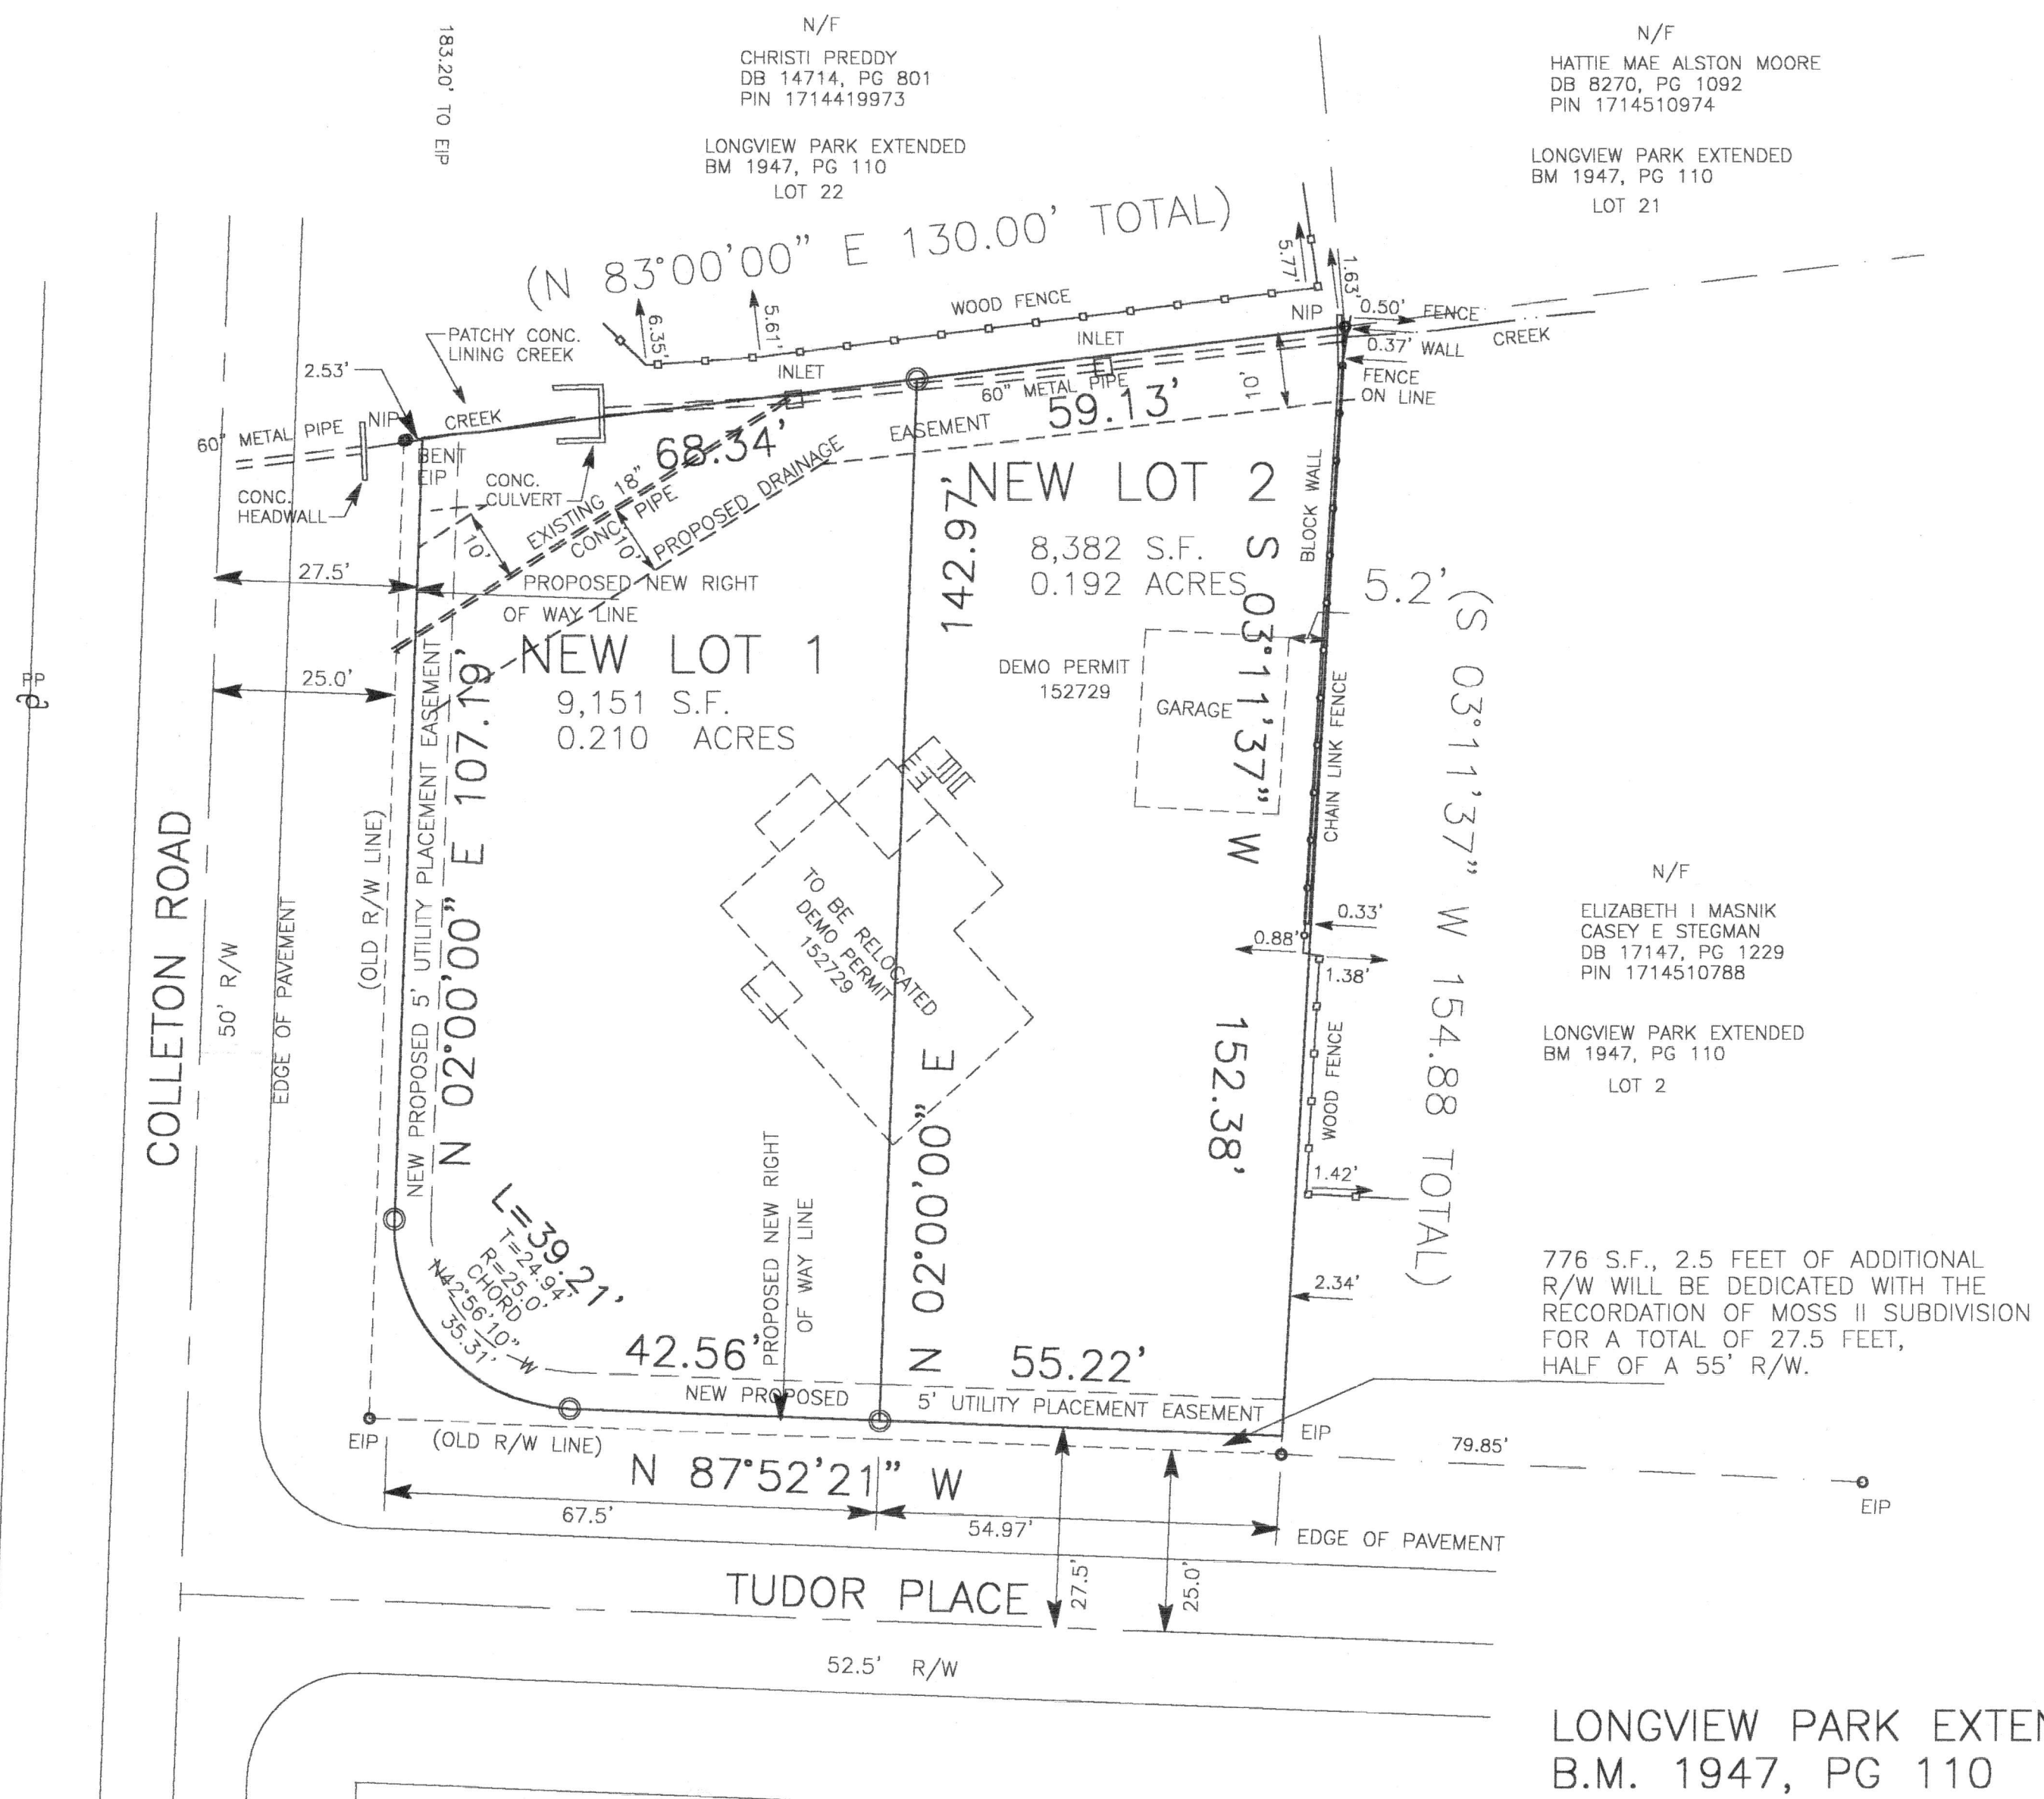 183.20' TO EIP
N/F
CHRISTI PREDDY
DB 14714, PG 801
PIN 1714419973
LONGVIEW PARK EXTENDED
BM 1947, PG 110
LOT 22
N/F
HATTIE MAE ALSTON MOORE
DB 8270, PG 1092
PIN 1714510974
LONGVIEW PARK EXTENDED
BM 1947, PG 110
LOT 21
(N 83°00'00" E 130.00' TOTAL)
PATCHY CONC.
LINING CREEK
2.53'
6.35'
5.61'
WOOD FENCE
5.77'
1.63'
NIP
0.50' FENCE
CREEK
0.37' WALL
FENCE
ON LINE
INLET
INLET
60" METAL PIPE
NIP
CREEK
60" METAL PIPE
59.13'
10'
BENT
EIP
CONC.
HEADWALL
CONC.
CULVERT
68.34'
EASEMENT
EXISTING 18"
CONC. PIPE
PROPOSED DRAINAGE
10'
10'
27.5'
PROPOSED NEW RIGHT
OF WAY LINE
25.0'
PP
NEW LOT 1
9,151 S.F.
0.210 ACRES
142.97'
NEW LOT 2
8,382 S.F.
0.192 ACRES
BLOCK WALL
5.2'
S 03°11'37" W
152.38'
(S 03°11'37" W 154.88 TOTAL)
DEMO PERMIT
152729
GARAGE
CHAIN LINK FENCE
COLLETON ROAD
50' R/W
EDGE OF PAVEMENT
(OLD R/W LINE)
NEW PROPOSED 5' UTILITY PLACEMENT EASEMENT
N 02°00'00" E 107.19'
TO BE RELOCATED
DEMO PERMIT
152729
N 02°00'00" E
0.33'
0.88'
1.38'
WOOD FENCE
1.42'
2.34'
N/F
ELIZABETH I MASNIK
CASEY E STEGMAN
DB 17147, PG 1229
PIN 1714510788
LONGVIEW PARK EXTENDED
BM 1947, PG 110
LOT 2
776 S.F., 2.5 FEET OF ADDITIONAL
R/W WILL BE DEDICATED WITH THE
RECORDATION OF MOSS II SUBDIVISION
FOR A TOTAL OF 27.5 FEET,
HALF OF A 55' R/W.
L=39.21'
T=24.94'
R=25.0'
CHORD
N42°56'10" W
35.31'
PROPOSED NEW RIGHT
OF WAY LINE
42.56'
55.22'
NEW PROPOSED
5' UTILITY PLACEMENT EASEMENT
EIP
(OLD R/W LINE)
EIP
79.85'
EIP
N 87°52'21" W
67.5'
54.97'
EDGE OF PAVEMENT
27.5'
25.0'
TUDOR PLACE
52.5' R/W
LONGVIEW PARK EXTEN
B.M. 1947, PG 110